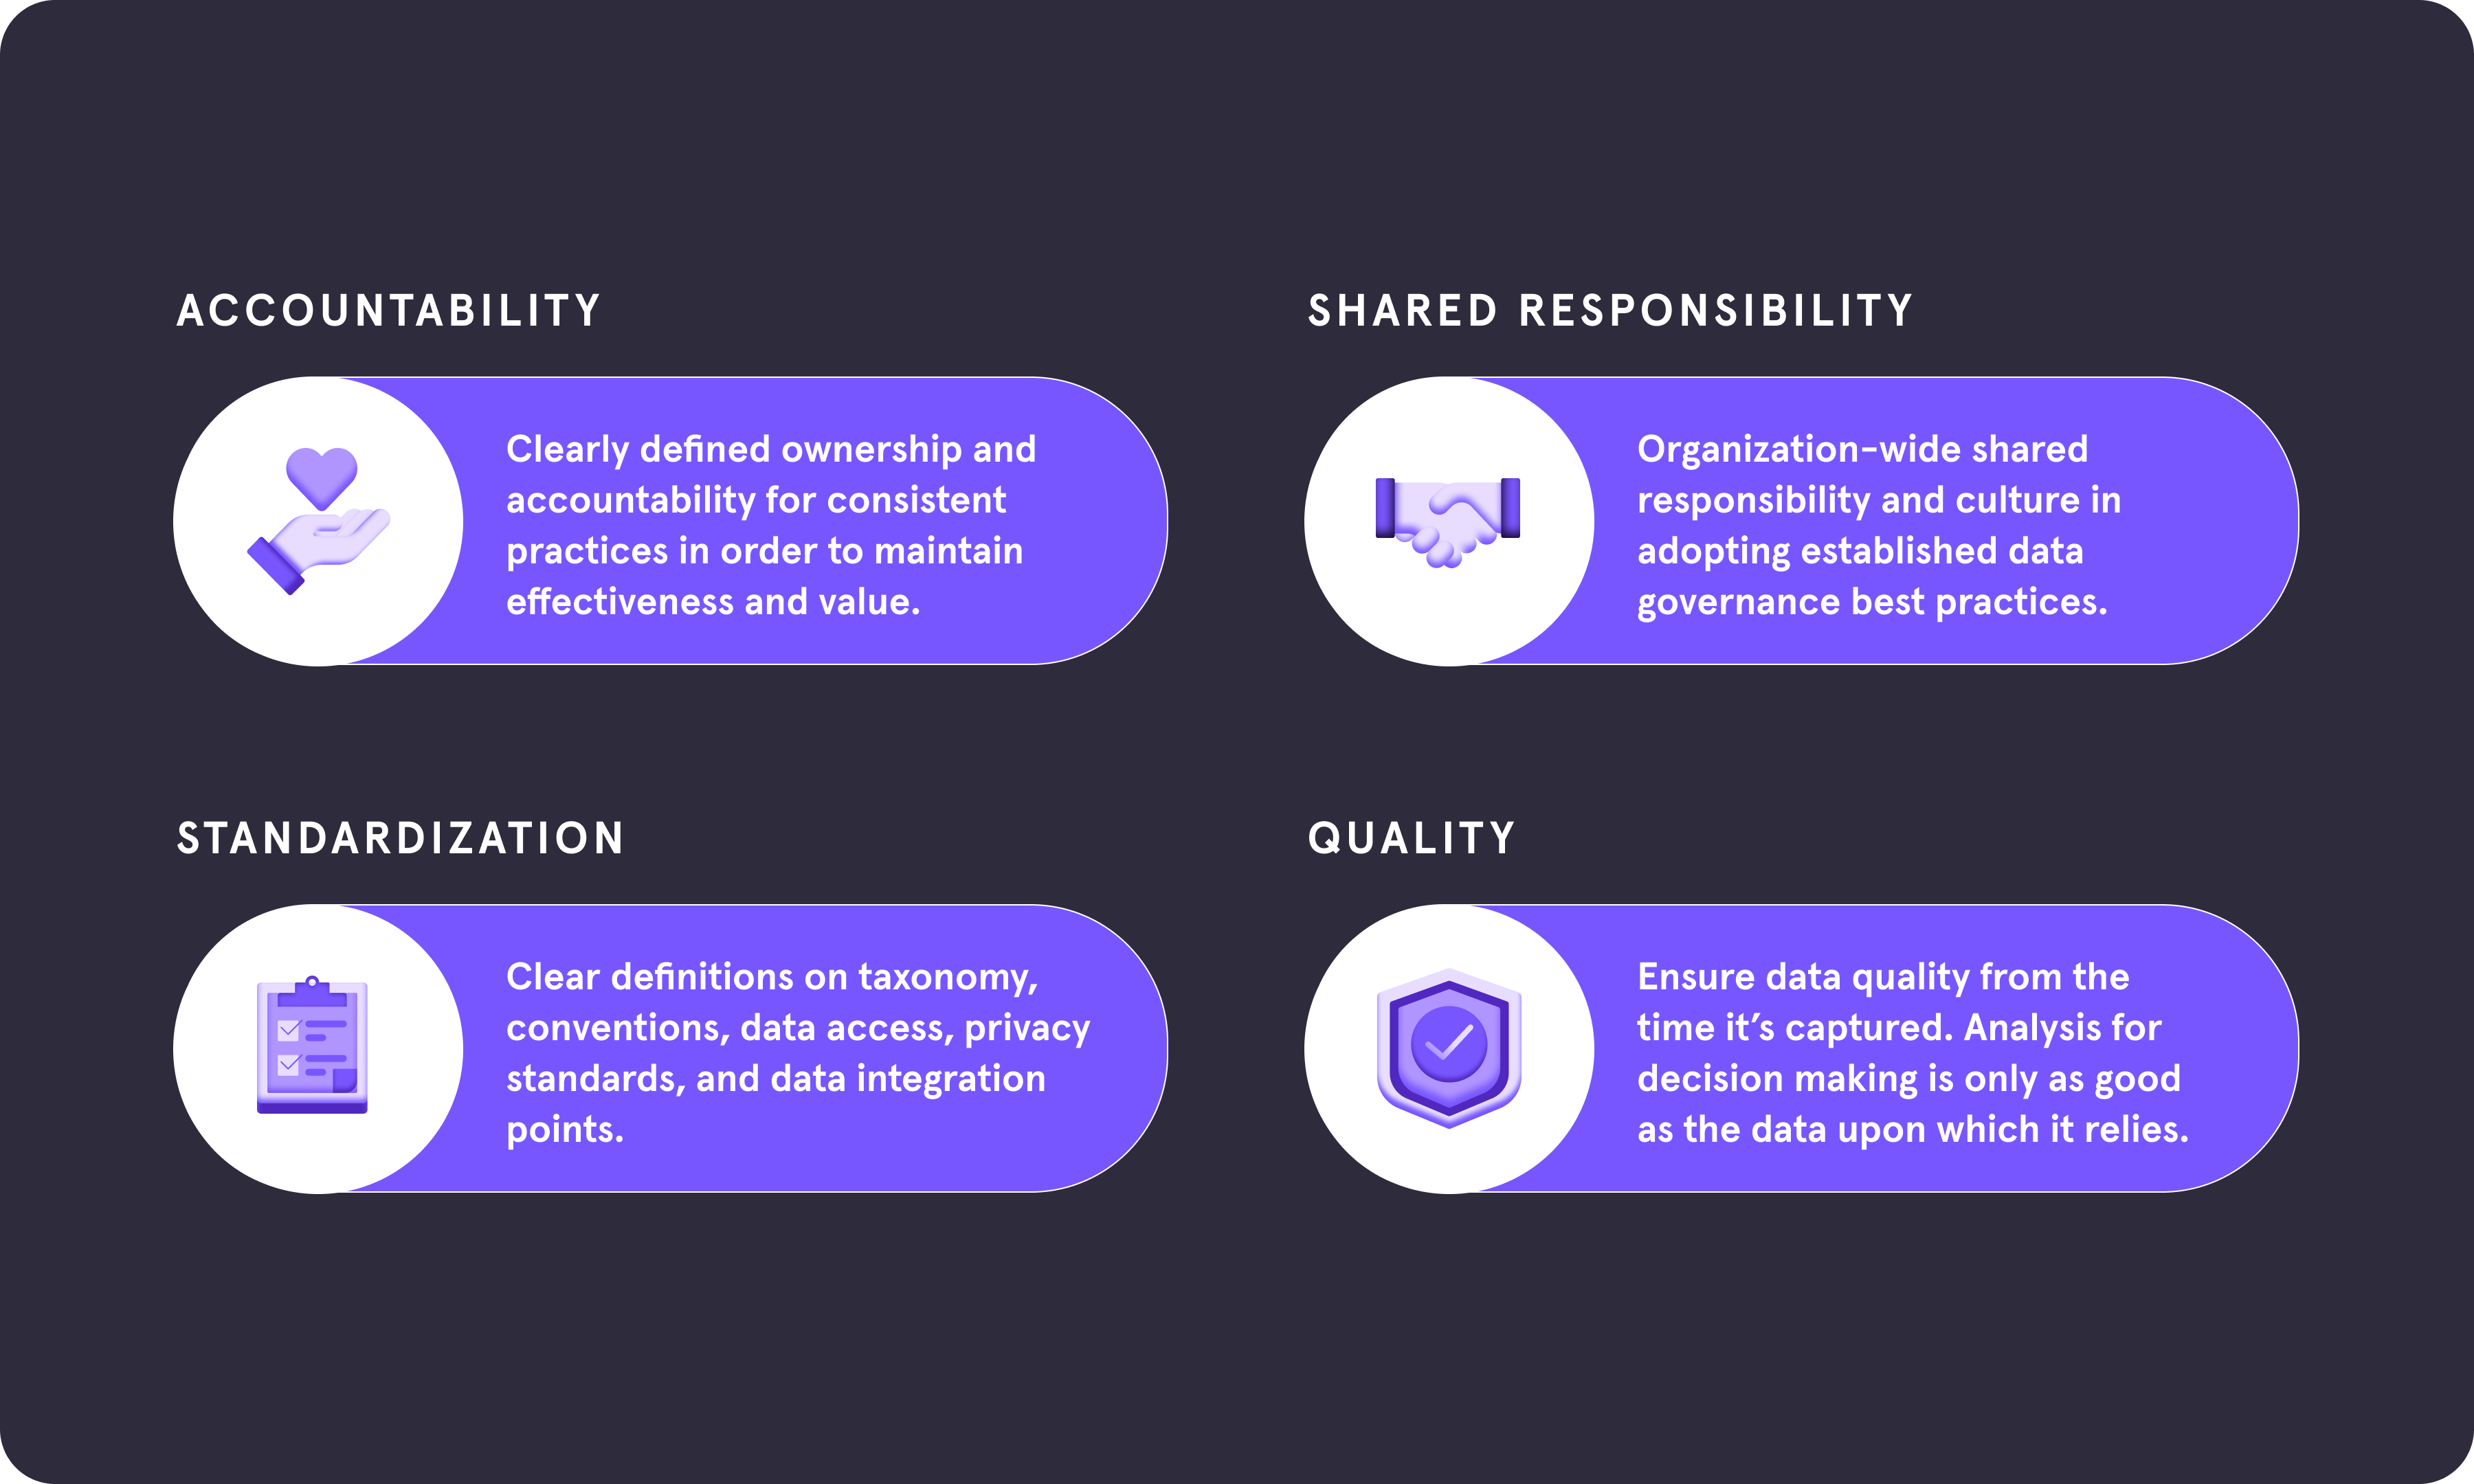 ACCOUNTABILITY
Clearly defined ownership and
accountability for consistent
practices in order to maintain
effectiveness and value.
SHARED RESPONSIBILITY
Organization-wide shared
responsibility and culture in
adopting established data
governance best practices.
STANDARDIZATION
Clear definitions on taxonomy,
conventions, data access, privacy
standards, and data integration
points.
QUALITY
Ensure data quality from the
time it’s captured. Analysis for
decision making is only as good
as the data upon which it relies.